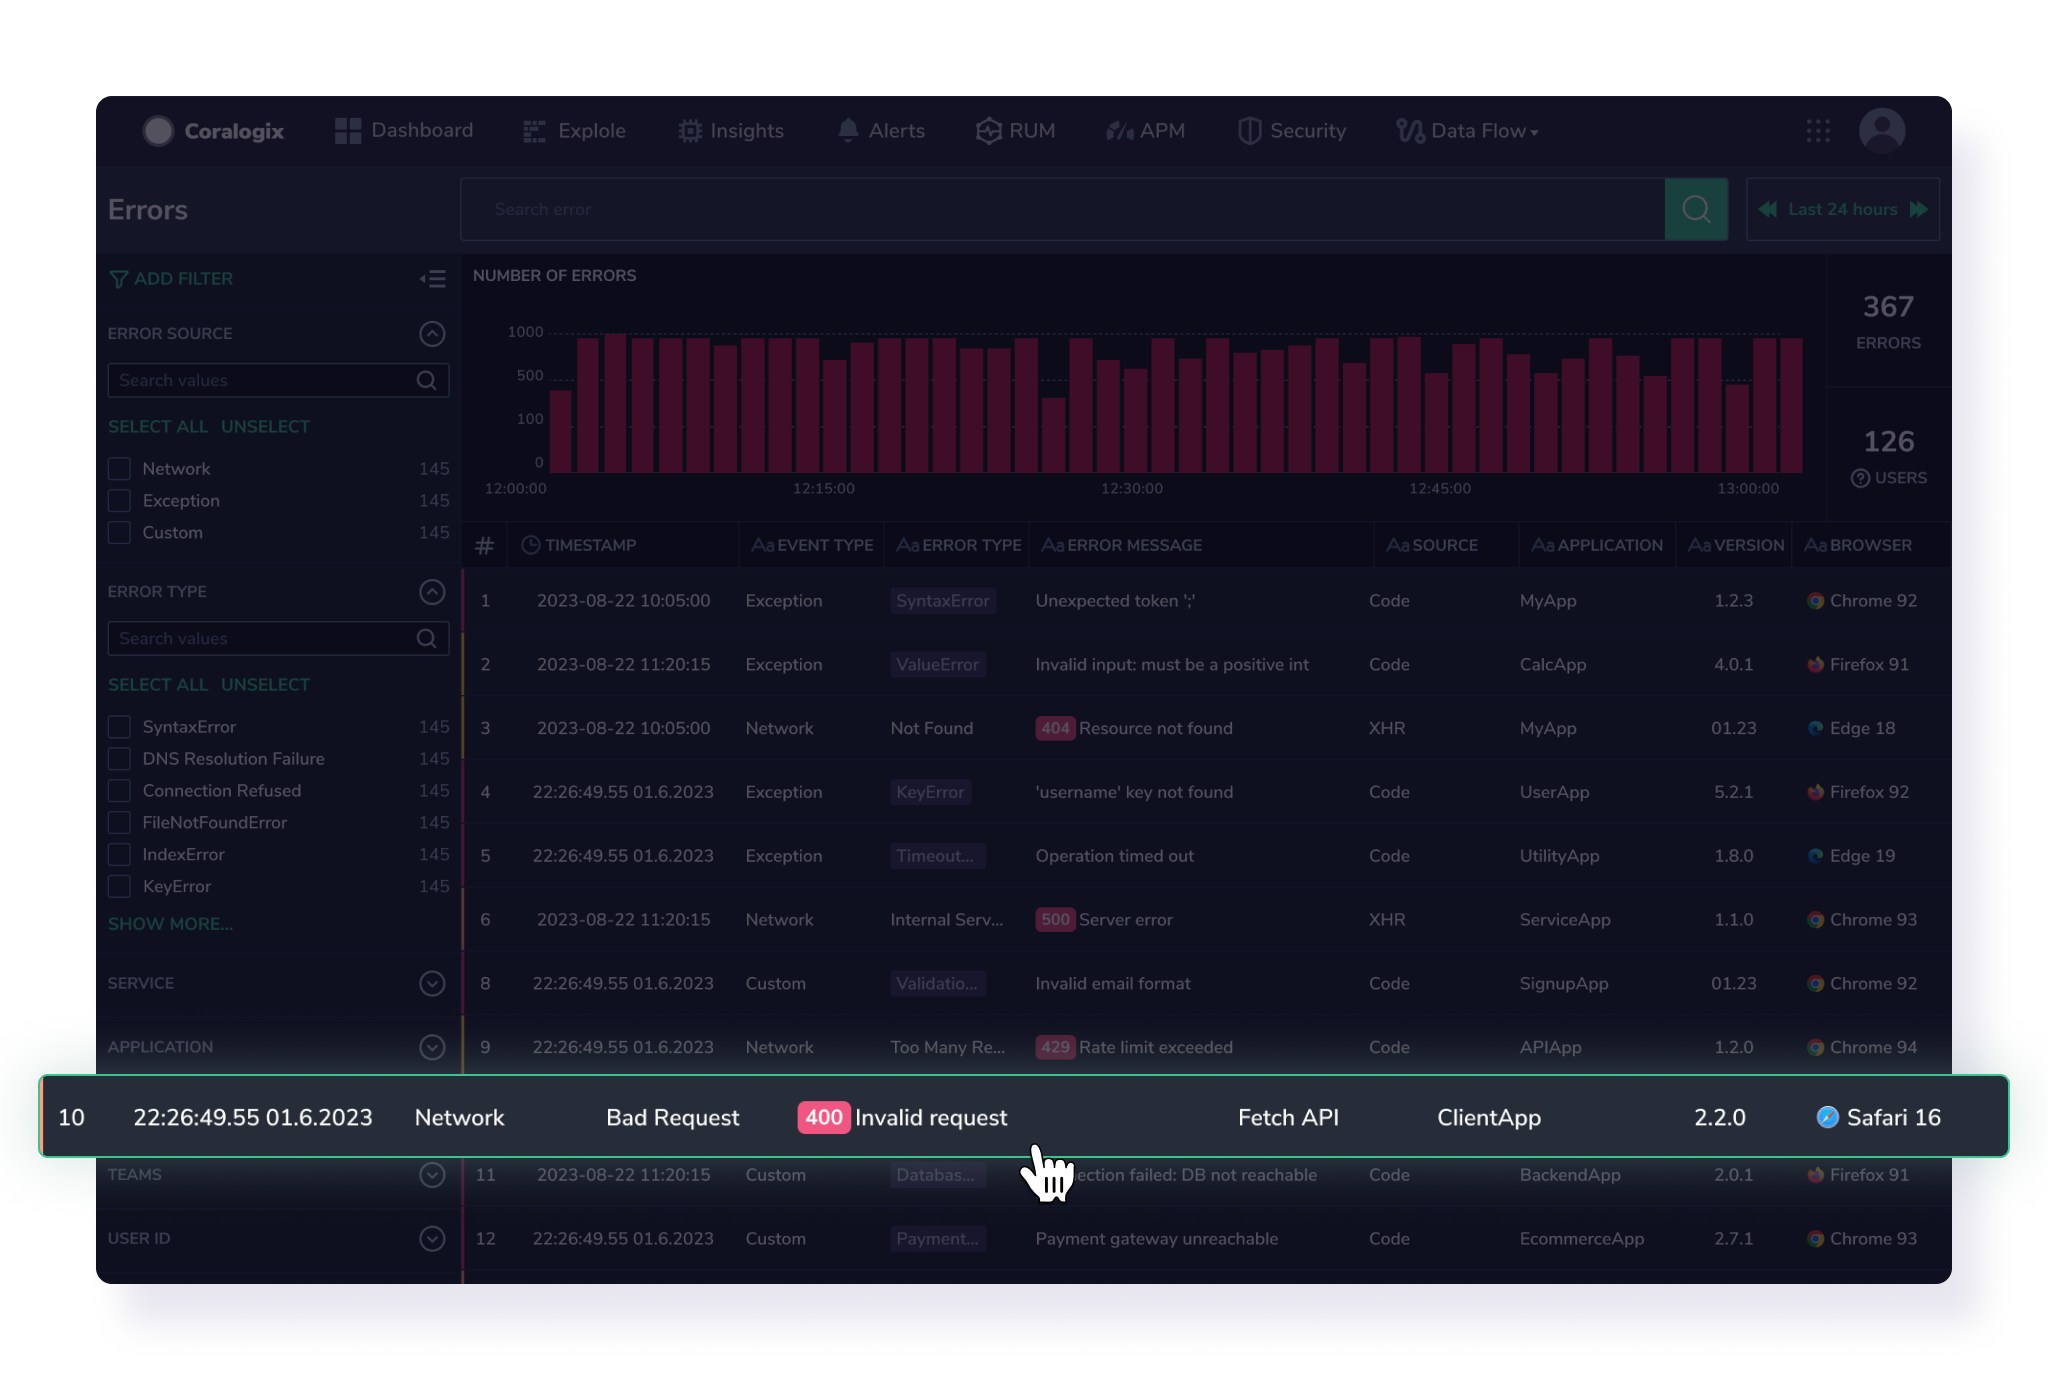 Coralogix Dashboard Explole Insights Alerts RUM APM Security Data Flow
Errors
Search error
Last 24 hours
ADD FILTER
ERROR SOURCE
Search values
SELECT ALL UNSELECT
Network 145
Exception 145
Custom 145
ERROR TYPE
Search values
SELECT ALL UNSELECT
SyntaxError 145
DNS Resolution Failure 145
Connection Refused 145
FileNotFoundError 145
IndexError 145
KeyError 145
SHOW MORE...
SERVICE
APPLICATION
TEAMS
USER ID
NUMBER OF ERRORS
1000
500
100
0
12:00:00 12:15:00 12:30:00 12:45:00 13:00:00
367
ERRORS
126
? USERS
# TIMESTAMP Aa EVENT TYPE Aa ERROR TYPE Aa ERROR MESSAGE Aa SOURCE Aa APPLICATION Aa VERSION Aa BROWSER
1 2023-08-22 10:05:00 Exception SyntaxError Unexpected token ';' Code MyApp 1.2.3 Chrome 92
2 2023-08-22 11:20:15 Exception ValueError Invalid input: must be a positive int Code CalcApp 4.0.1 Firefox 91
3 2023-08-22 10:05:00 Network Not Found 404 Resource not found XHR MyApp 01.23 Edge 18
4 22:26:49.55 01.6.2023 Exception KeyError 'username' key not found Code UserApp 5.2.1 Firefox 92
5 22:26:49.55 01.6.2023 Exception Timeout... Operation timed out Code UtilityApp 1.8.0 Edge 19
6 2023-08-22 11:20:15 Network Internal Serv... 500 Server error XHR ServiceApp 1.1.0 Chrome 93
8 22:26:49.55 01.6.2023 Custom Validatio... Invalid email format Code SignupApp 01.23 Chrome 92
9 22:26:49.55 01.6.2023 Network Too Many Re... 429 Rate limit exceeded Code APIApp 1.2.0 Chrome 94
10 22:26:49.55 01.6.2023 Network Bad Request 400 Invalid request Fetch API ClientApp 2.2.0 Safari 16
11 2023-08-22 11:20:15 Custom Databas... failed: DB not reachable Code BackendApp 2.0.1 Firefox 91
12 22:26:49.55 01.6.2023 Custom Payment... Payment gateway unreachable Code EcommerceApp 2.7.1 Chrome 93